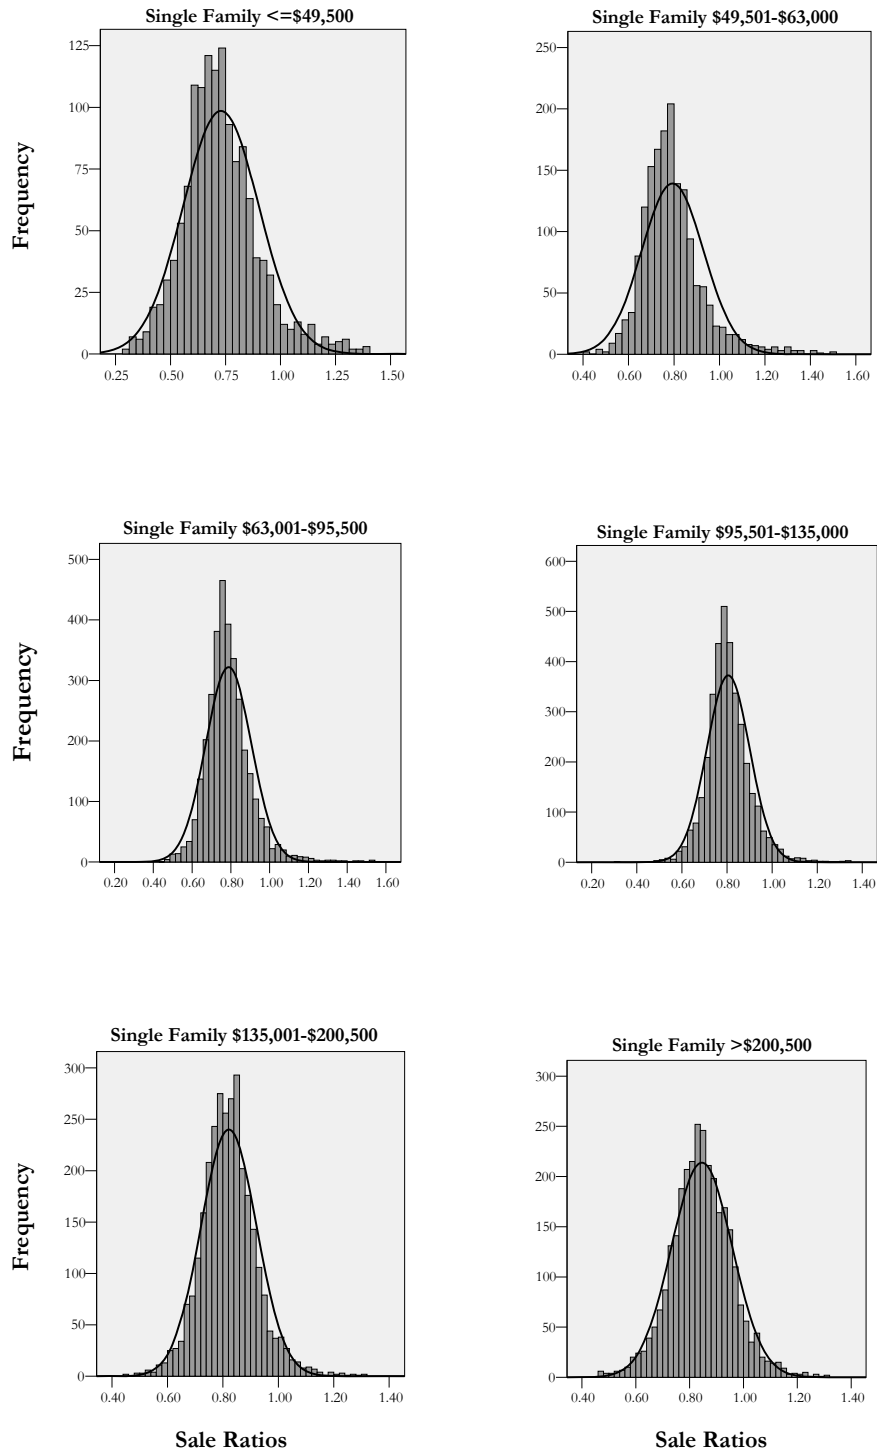 Single Family <=$49,500
Frequency
125
100
75
50
25
0
0.25 0.50 0.75 1.00 1.25 1.50
Single Family $49,501-$63,000
250
200
150
100
50
0
0.40 0.60 0.80 1.00 1.20 1.40 1.60
Single Family $63,001-$95,500
Frequency
500
400
300
200
100
0
0.20 0.40 0.60 0.80 1.00 1.20 1.40 1.60
Single Family $95,501-$135,000
600
500
400
300
200
100
0
0.20 0.40 0.60 0.80 1.00 1.20 1.40
Single Family $135,001-$200,500
Frequency
300
250
200
150
100
50
0
0.40 0.60 0.80 1.00 1.20 1.40
Sale Ratios
Single Family >$200,500
300
250
200
150
100
50
0
0.40 0.60 0.80 1.00 1.20 1.40
Sale Ratios